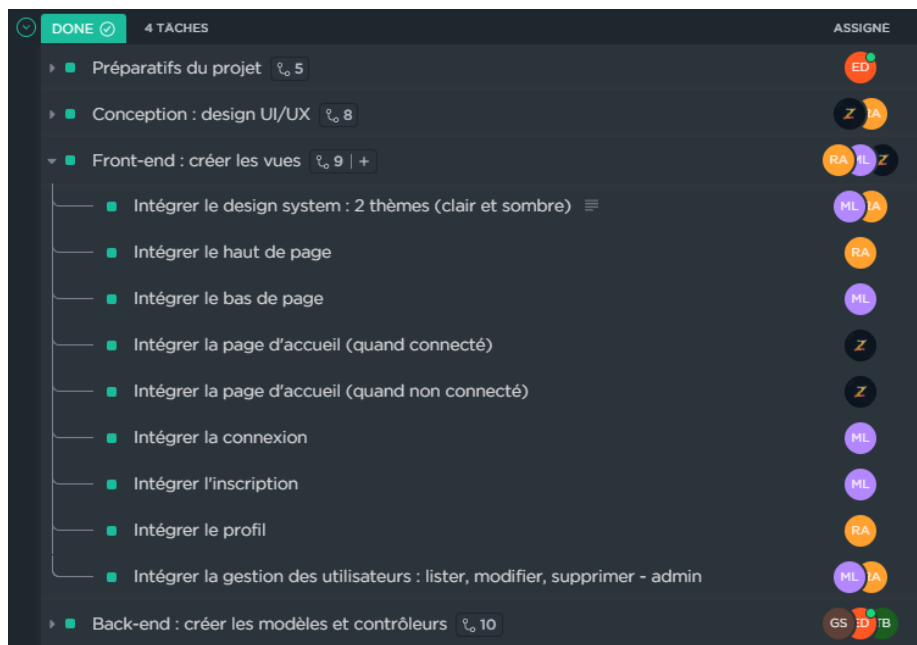 DONE 4 TÂCHES ASSIGNÉ
Préparatifs du projet 5 ED
Conception : design UI/UX 8 Z RA
Front-end : créer les vues 9 | + RA ML Z
Intégrer le design system : 2 thèmes (clair et sombre) ML RA
Intégrer le haut de page RA
Intégrer le bas de page ML
Intégrer la page d'accueil (quand connecté) Z
Intégrer la page d'accueil (quand non connecté) Z
Intégrer la connexion ML
Intégrer l'inscription ML
Intégrer le profil RA
Intégrer la gestion des utilisateurs : lister, modifier, supprimer - admin ML RA
Back-end : créer les modèles et contrôleurs 10 GS ED TB